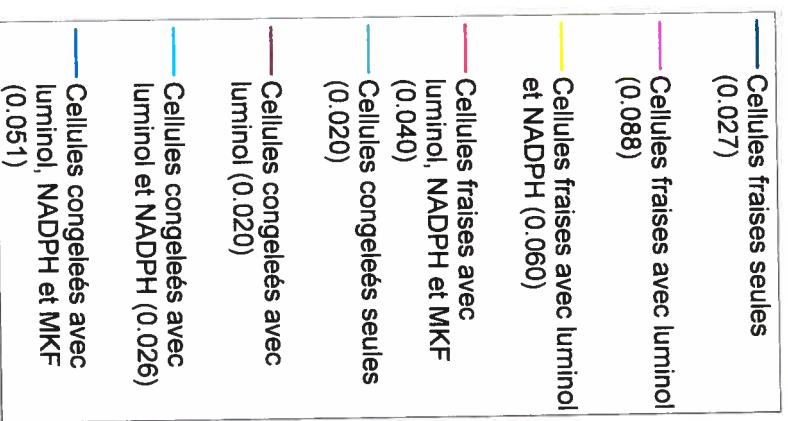 Cellules fraises seules
(0.027)
Cellules fraises avec luminol
(0.088)
Cellules fraises avec luminol
et NADPH (0.060)
Cellules fraises avec
luminol, NADPH et MKF
(0.040)
Cellules congeleés seules
(0.020)
Cellules congeleés avec
luminol (0.020)
Cellules congeleés avec
luminol et NADPH (0.026)
Cellules congeleés avec
luminol, NADPH et MKF
(0.051)